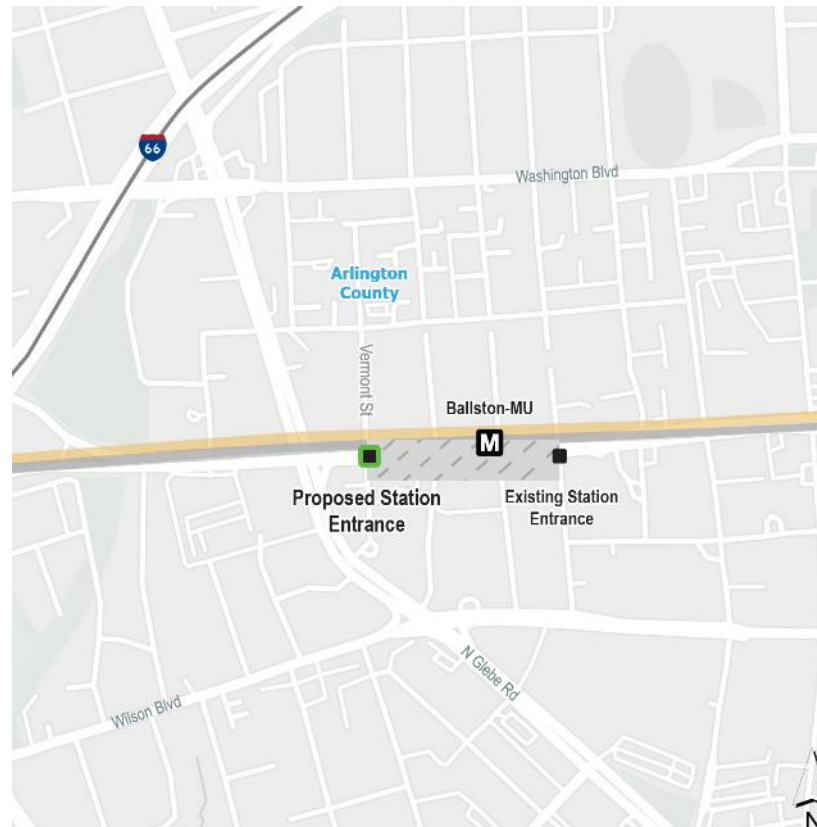 66
Washington Blvd
Arlington
County
Vermont St
Ballston-MU
M
Proposed Station
Entrance
Existing Station
Entrance
N Glebe Rd
Wilson Blvd
N